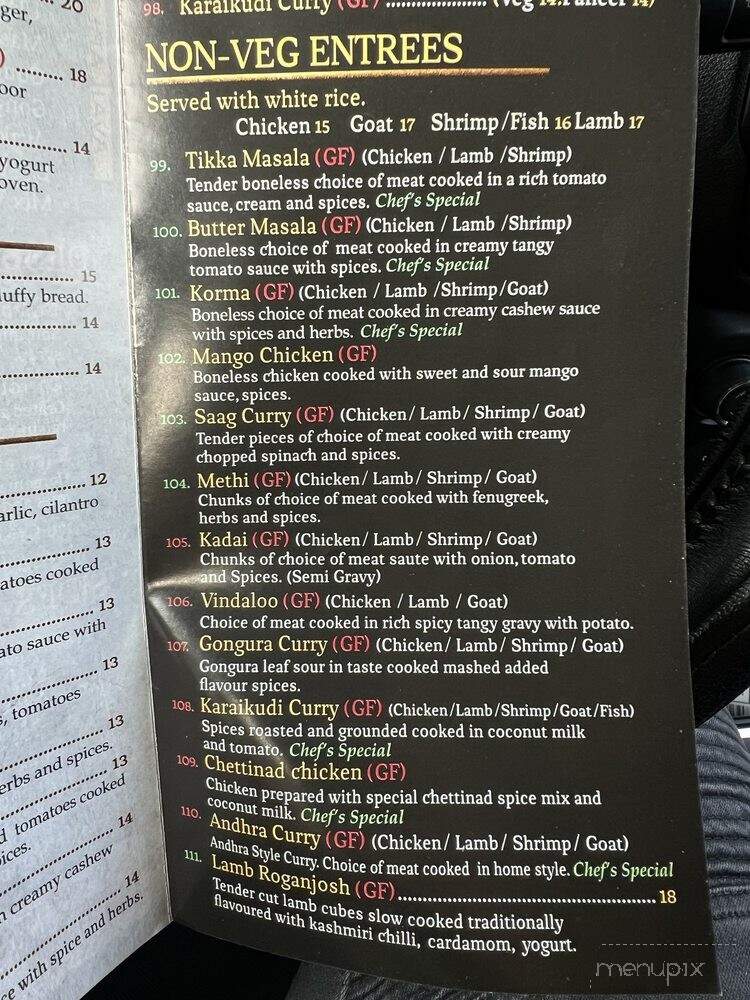 20
ger,
18
oor
14
yogurt
oven.
15
luffy bread.
14
14
12
arlic, cilantro
13
atoes cooked
13
ato sauce with
13
s, tomatoes
13
erbs and spices.
13
d tomatoes cooked
ices.
14
n creamy cashew
14
ce with spice and herbs.
98. Karaikudi Curry (GF) .................... (Veg 14.Paneer 14)
NON-VEG ENTREES
Served with white rice.
Chicken 15 Goat 17 Shrimp/Fish 16 Lamb 17
99. Tikka Masala (GF) (Chicken / Lamb /Shrimp)
Tender boneless choice of meat cooked in a rich tomato
sauce, cream and spices. Chef's Special
100. Butter Masala (GF) (Chicken / Lamb /Shrimp)
Boneless choice of meat cooked in creamy tangy
tomato sauce with spices. Chef's Special
101. Korma (GF) (Chicken / Lamb /Shrimp/Goat)
Boneless choice of meat cooked in creamy cashew sauce
with spices and herbs. Chef's Special
102. Mango Chicken (GF)
Boneless chicken cooked with sweet and sour mango
sauce, spices.
103. Saag Curry (GF) (Chicken/ Lamb/ Shrimp/ Goat)
Tender pieces of choice of meat cooked with creamy
chopped spinach and spices.
104. Methi (GF) (Chicken/ Lamb/ Shrimp/ Goat)
Chunks of choice of meat cooked with fenugreek,
herbs and spices.
105. Kadai (GF) (Chicken/ Lamb/ Shrimp/ Goat)
Chunks of choice of meat saute with onion, tomato
and Spices. (Semi Gravy)
106. Vindaloo (GF) (Chicken / Lamb / Goat)
Choice of meat cooked in rich spicy tangy gravy with potato.
107. Gongura Curry (GF) (Chicken/ Lamb/ Shrimp/ Goat)
Gongura leaf sour in taste cooked mashed added
flavour spices.
108. Karaikudi Curry (GF) (Chicken/Lamb/Shrimp/Goat/Fish)
Spices roasted and grounded cooked in coconut milk
and tomato. Chef's Special
109. Chettinad chicken (GF)
Chicken prepared with special chettinad spice mix and
coconut milk. Chef's Special
110. Andhra Curry (GF) (Chicken/ Lamb/ Shrimp/ Goat)
Andhra Style Curry. Choice of meat cooked in home style. Chef's Special
111. Lamb Roganjosh (GF)................................................ 18
Tender cut lamb cubes slow cooked traditionally
flavoured with kashmiri chilli, cardamom, yogurt.
menupix